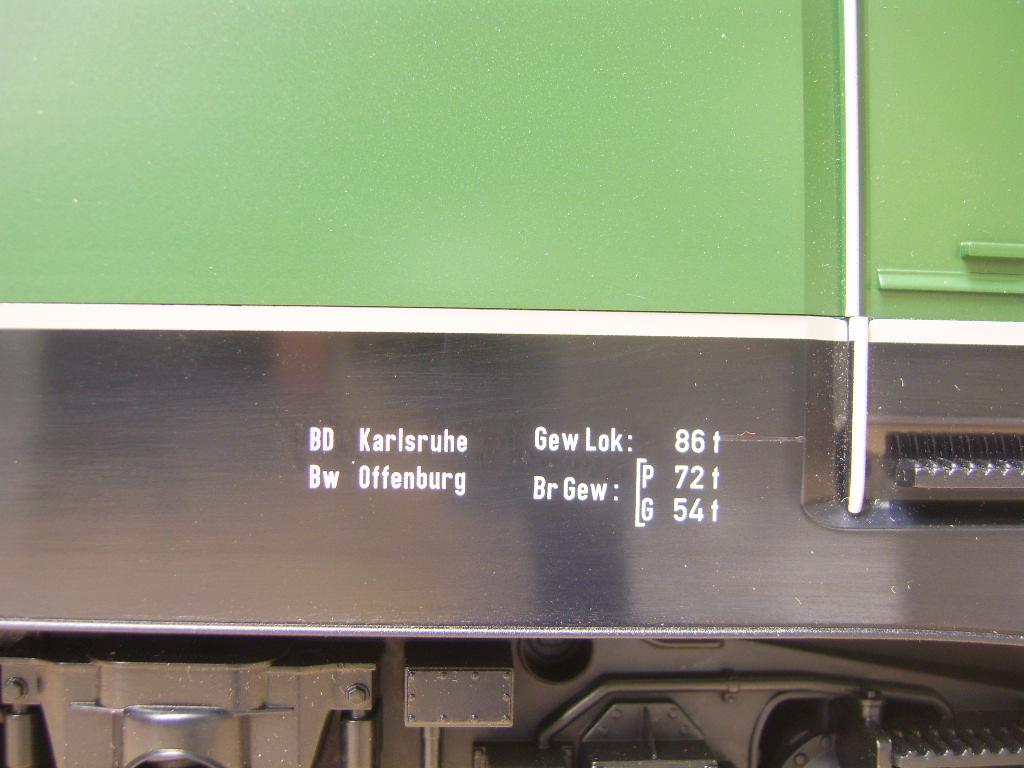 BD Karlsruhe
Bw Offenburg
Gew Lok: 86 t
Br Gew: [P 72 t
G 54 t